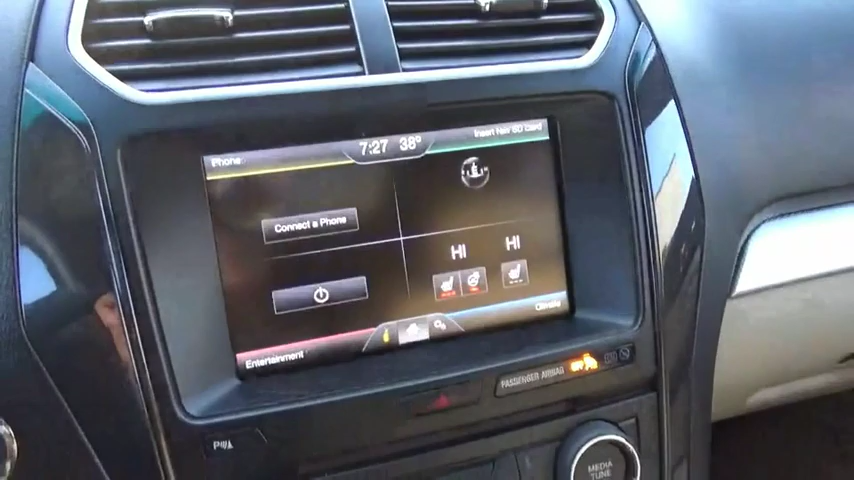 Phone
7:27 38°
Insert Nav SD Card
Connect a Phone
HI HI
Entertainment
Climate
PASSENGER AIRBAG OFF
MEDIA
TUNE